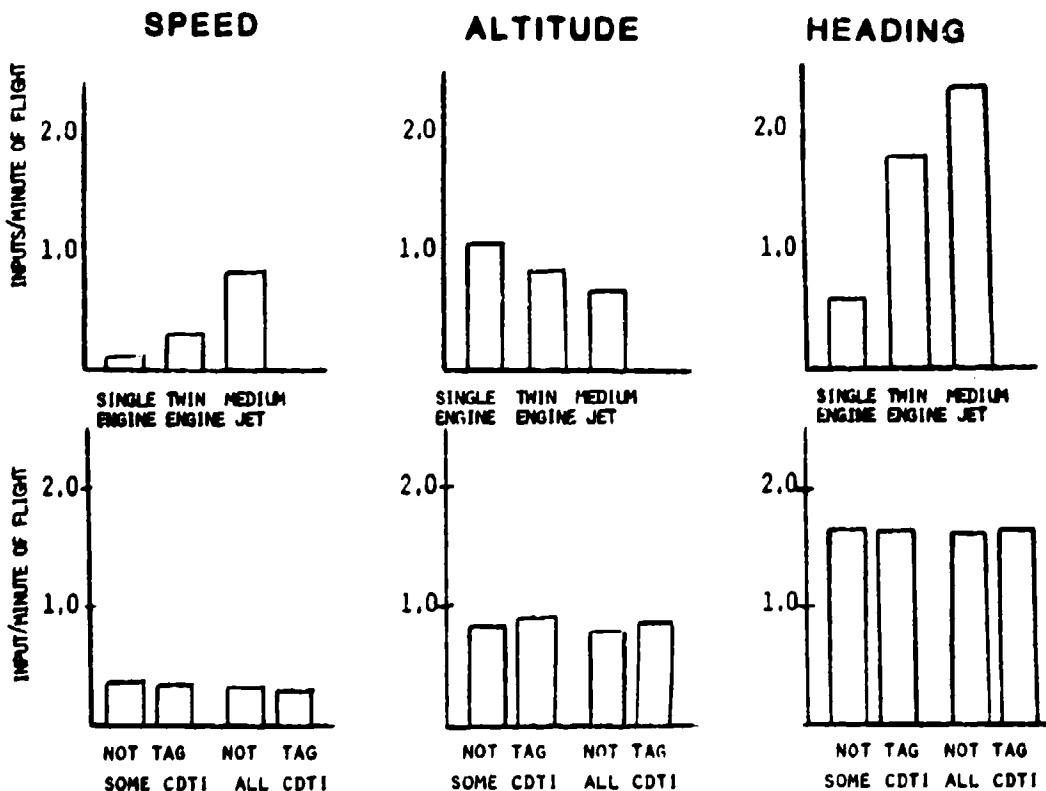 SPEED
ALTITUDE
HEADING
INPUTS/MINUTE OF FLIGHT
2.0
1.0
SINGLE TWIN MEDIUM
ENGINE ENGINE JET
2.0
1.0
SINGLE TWIN MEDIUM
ENGINE ENGINE JET
2.0
1.0
SINGLE TWIN MEDIUM
ENGINE ENGINE JET
INPUT/MINUTE OF FLIGHT
2.0
1.0
NOT TAG NOT TAG
SOME CDTI ALL CDTI
2.0
1.0
NOT TAG NOT TAG
SOME CDTI ALL CDTI
2.0
1.0
NOT TAG NOT TAG
SOME CDTI ALL CDTI